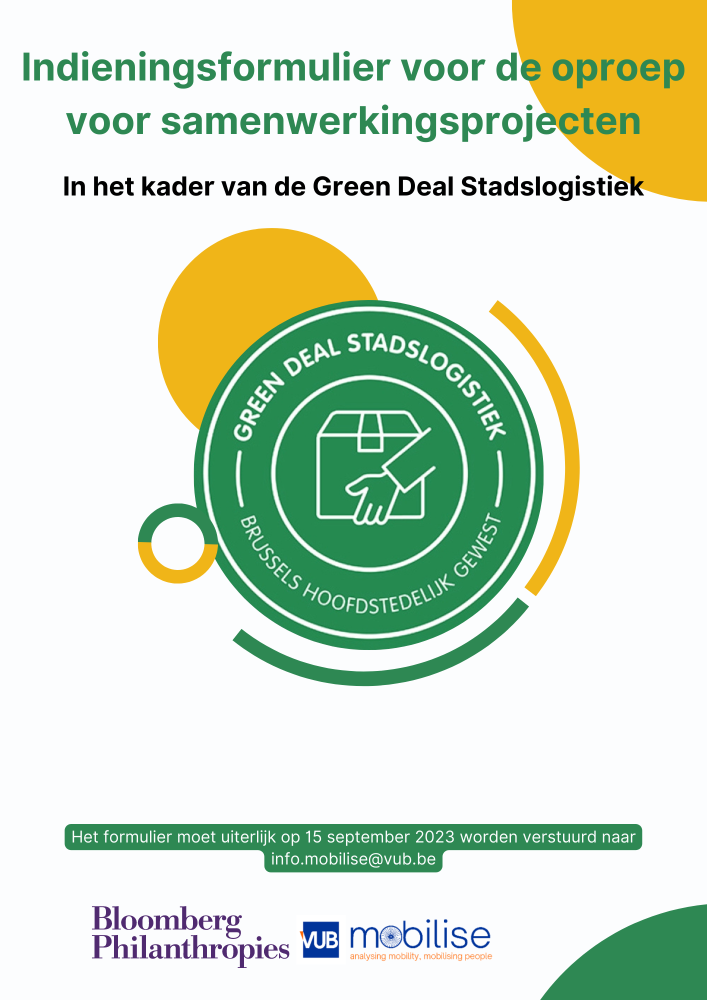 Indieningsformulier voor de oproep
voor samenwerkingsprojecten
In het kader van de Green Deal Stadslogistiek
GREEN DEAL STADSLOGISTIEK
BRUSSELS HOOFDSTEDELIJK GEWEST
Het formulier moet uiterlijk op 15 september 2023 worden verstuurd naar
info.mobilise@vub.be
Bloomberg
Philanthropies
VUB
mobilise
analysing mobility, mobilising people